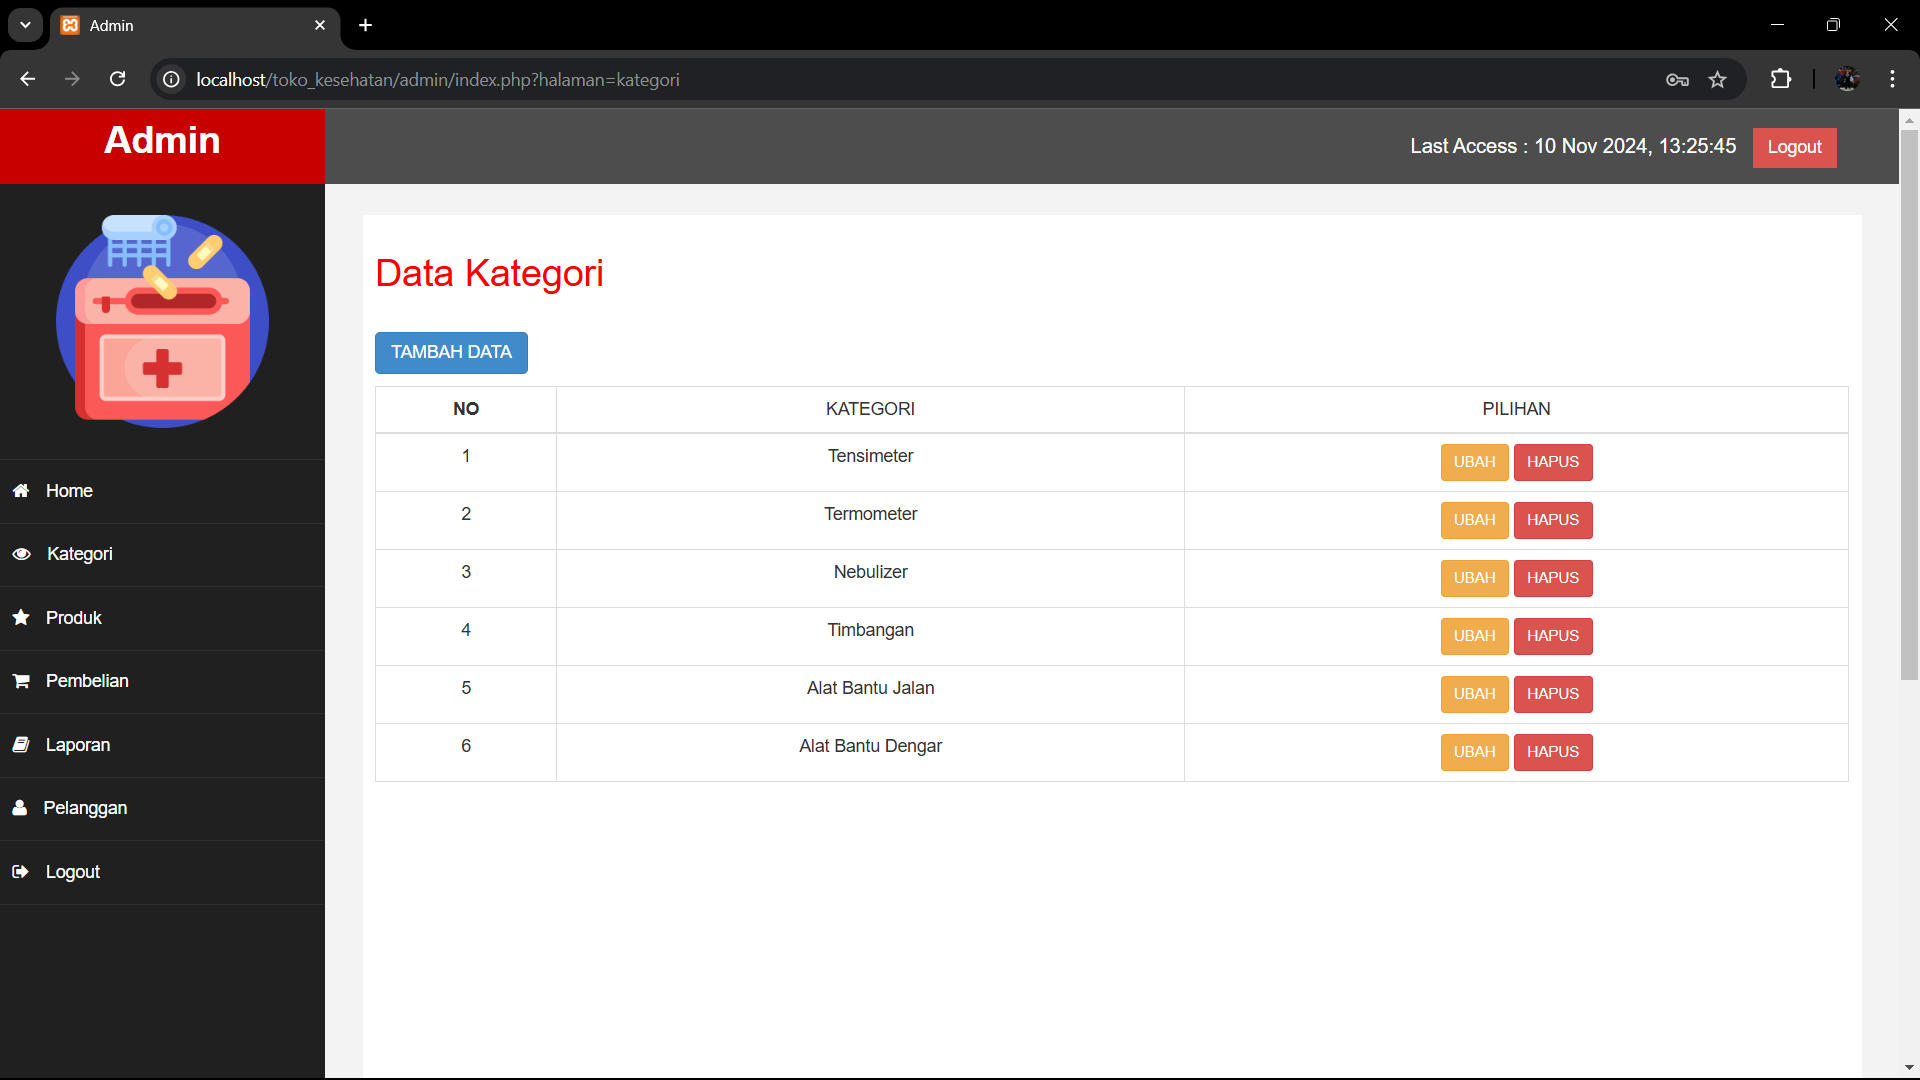 Admin
localhost/toko_kesehatan/admin/index.php?halaman=kategori
Admin
Last Access : 10 Nov 2024, 13:25:45 Logout
Data Kategori
TAMBAH DATA
NO KATEGORI PILIHAN
1 Tensimeter UBAH HAPUS
2 Termometer UBAH HAPUS
3 Nebulizer UBAH HAPUS
4 Timbangan UBAH HAPUS
5 Alat Bantu Jalan UBAH HAPUS
6 Alat Bantu Dengar UBAH HAPUS
Home
Kategori
Produk
Pembelian
Laporan
Pelanggan
Logout